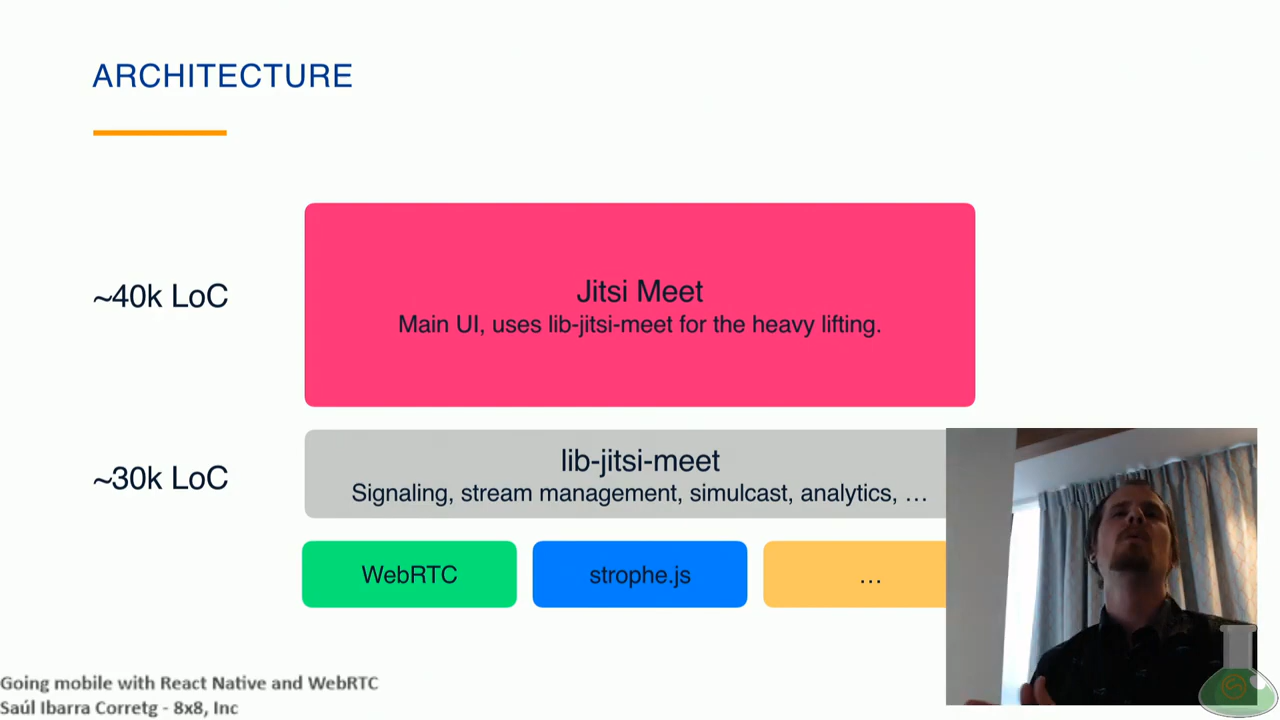 ARCHITECTURE
~40k LoC
Jitsi Meet
Main UI, uses lib-jitsi-meet for the heavy lifting.
~30k LoC
lib-jitsi-meet
Signaling, stream management, simulcast, analytics, …
WebRTC
strophe.js
…
Going mobile with React Native and WebRTC
Saúl Ibarra Corretg - 8x8, Inc